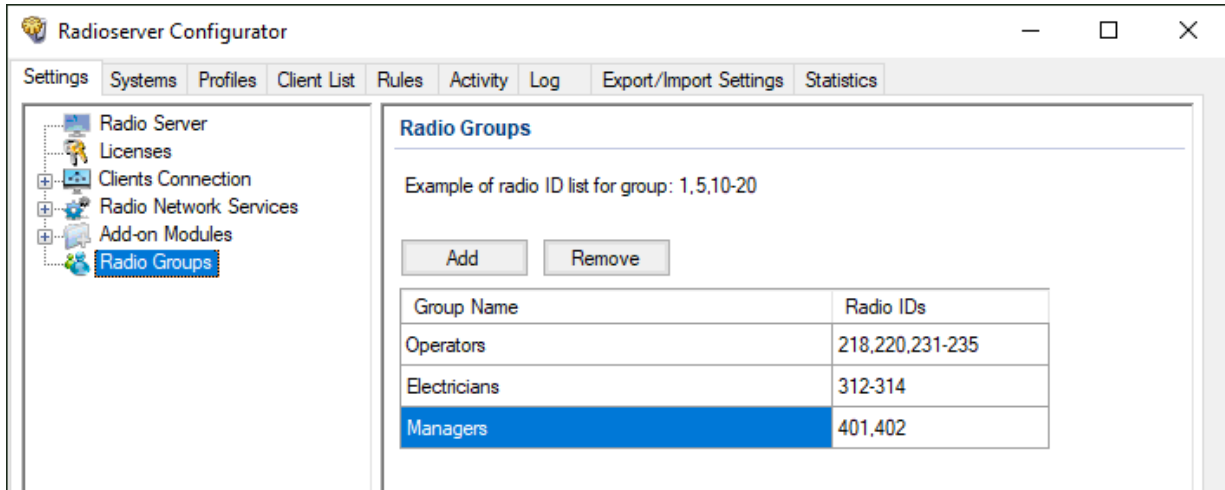 Radioserver Configurator
Settings Systems Profiles Client List Rules Activity Log Export/Import Settings Statistics
Radio Server
Licenses
Clients Connection
Radio Network Services
Add-on Modules
Radio Groups
Radio Groups
Example of radio ID list for group: 1,5,10-20
Add Remove
Group Name Radio IDs
Operators 218,220,231-235
Electricians 312-314
Managers 401,402